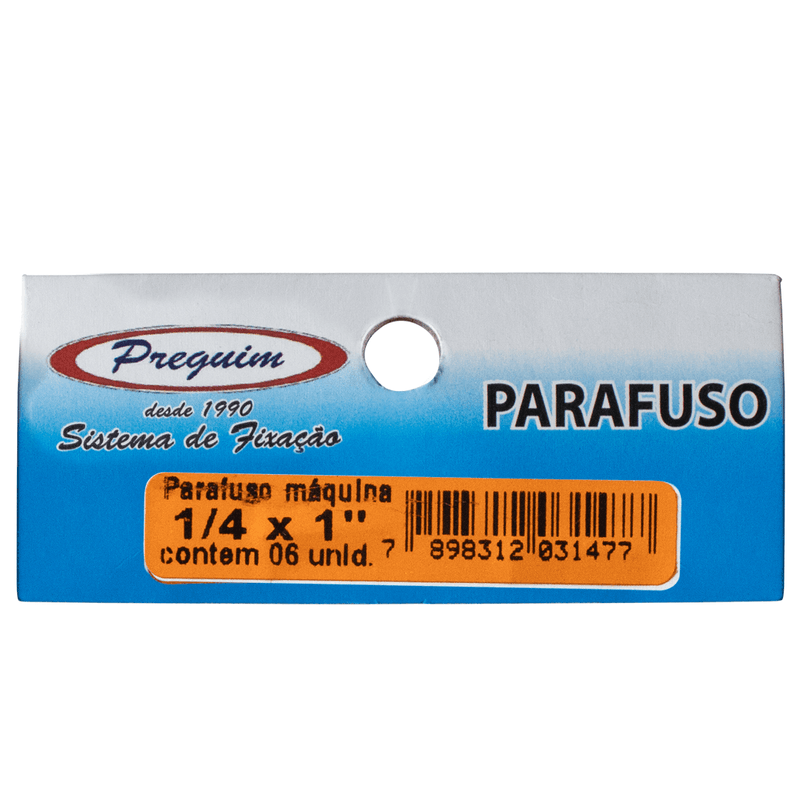 Preguim
desde 1990
Sistema de Fixação
PARAFUSO
Parafuso máquina
1/4 x 1"
contem 06 unid.
7 898312 031477